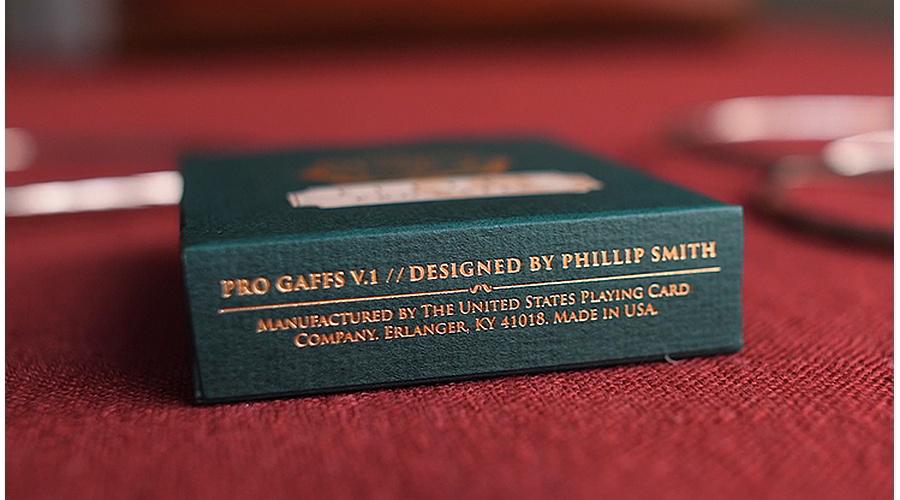 PRO GAFFS V.1 // DESIGNED BY PHILLIP SMITH
MANUFACTURED BY THE UNITED STATES PLAYING CARD
COMPANY. ERLANGER, KY 41018. MADE IN USA.